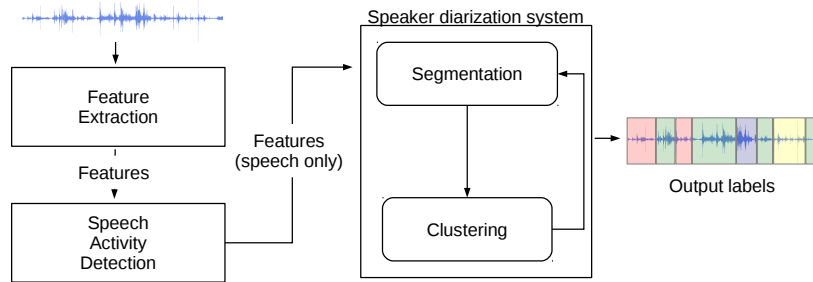 Speaker diarization system
Feature
Extraction
Features
Speech
Activity
Detection
Features
(speech only)
Segmentation
Clustering
Output labels